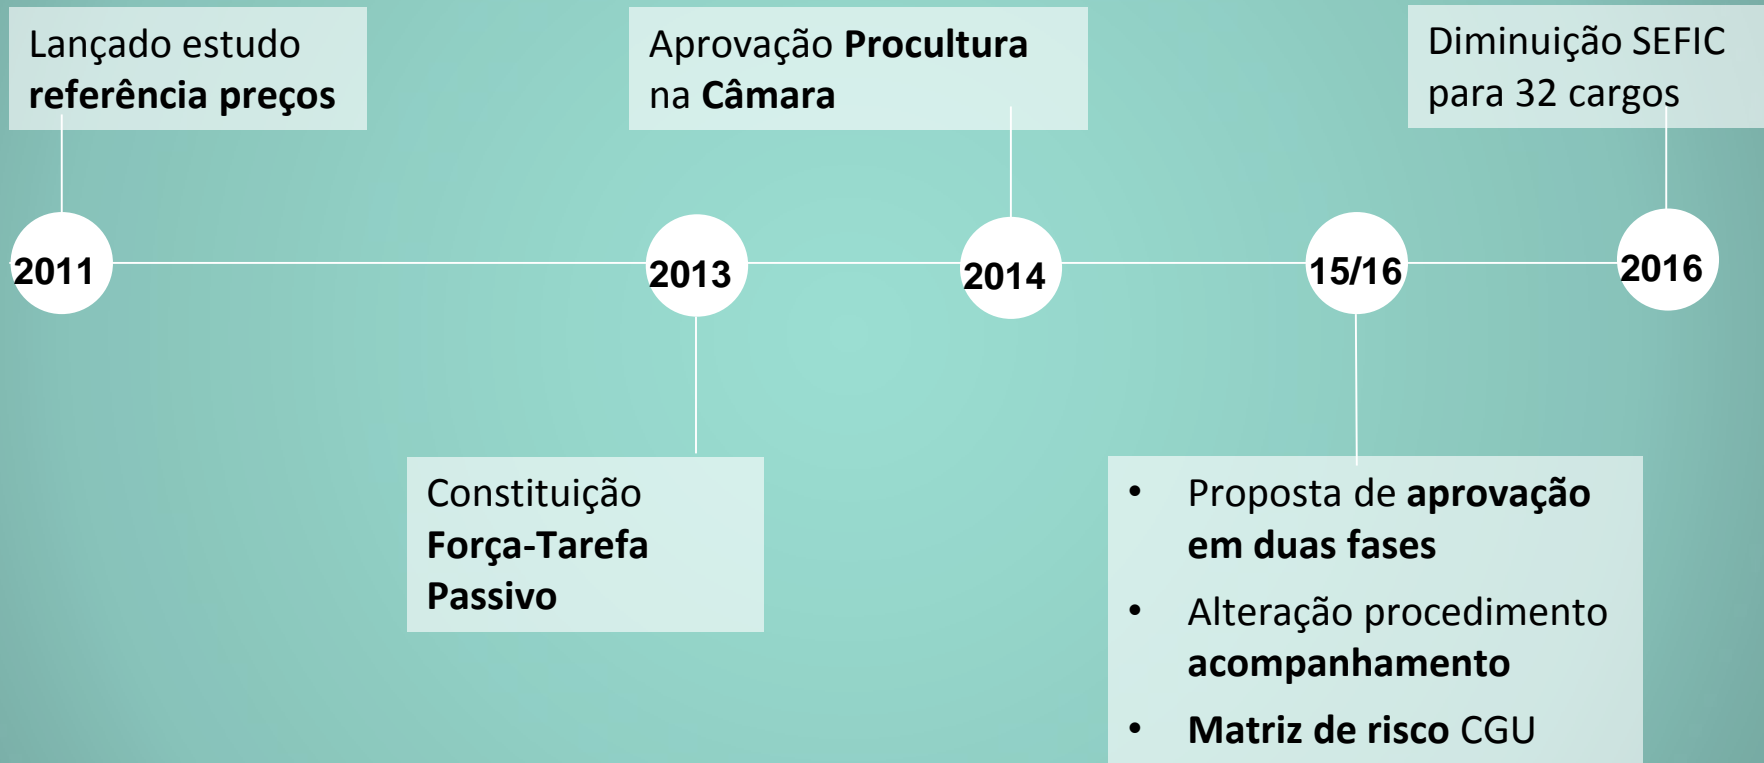 Lançado estudo
referência preços
Aprovação Procultura
na Câmara
Diminuição SEFIC
para 32 cargos
2011
2013
2014
15/16
2016
Constituição
Força-Tarefa
Passivo
• Proposta de aprovação
em duas fases
• Alteração procedimento
acompanhamento
• Matriz de risco CGU